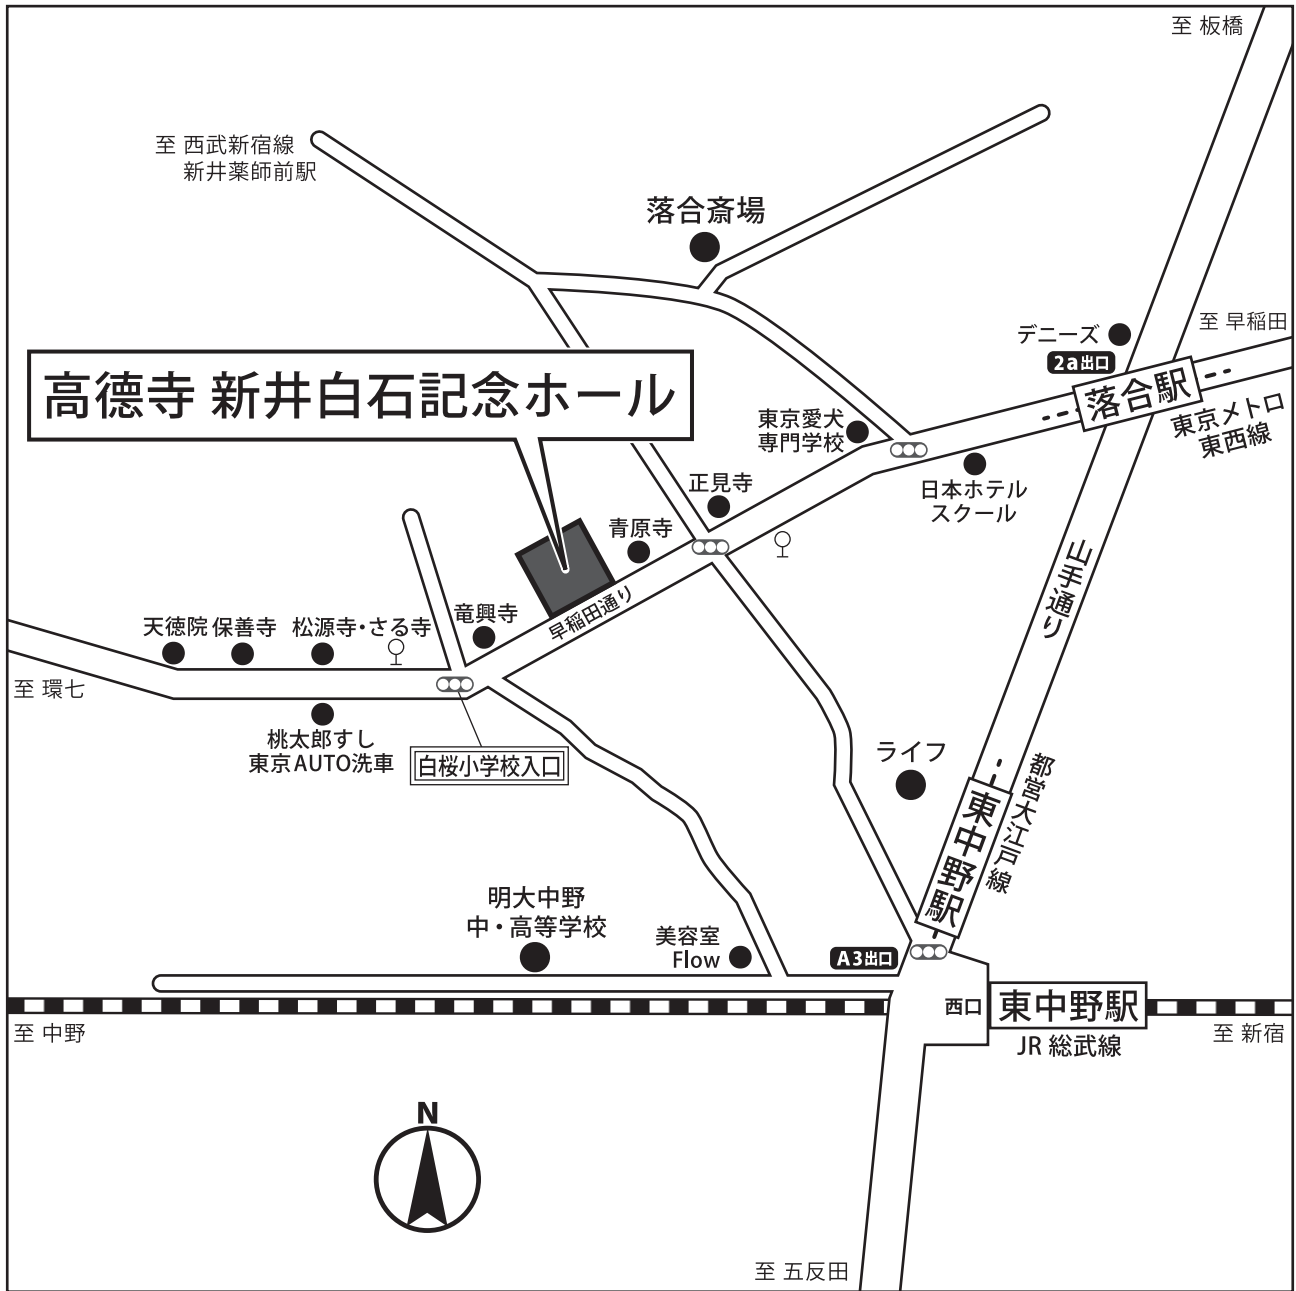 至 板橋
至 西武新宿線
新井薬師前駅
落合斎場
至 早稲田
デニーズ
2a出口
落合駅
東京メトロ
東西線
高徳寺 新井白石記念ホール
東京愛犬
専門学校
日本ホテル
スクール
正見寺
青原寺
早稲田通り
山手通り
竜興寺
天徳院
保善寺
松源寺・さる寺
至 環七
桃太郎すし
東京AUTO洗車
白桜小学校入口
ライフ
都営大江戸線
東中野駅
明大中野
中・高等学校
美容室
Flow
A3出口
西口
東中野駅
JR 総武線
至 中野
至 新宿
N
至 五反田